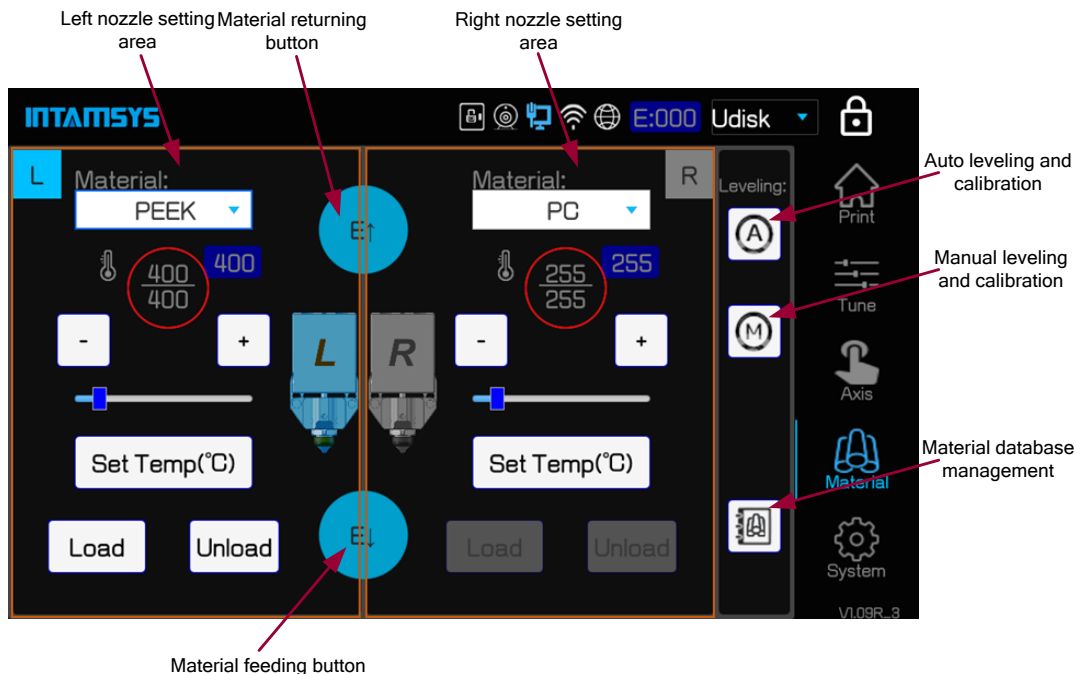 Left nozzle setting
area
Material returning
button
Right nozzle setting
area
INTAMSYS
E:000
Udisk
L
Material:
PEEK
400
400
400
-
+
Set Temp(°C)
Load
Unload
E↑
L
R
E↓
Material:
R
PC
255
255
255
-
+
Set Temp(°C)
Load
Unload
Leveling:
A
M
Print
Tune
Axis
Material
System
V1.09R_3
Auto leveling and
calibration
Manual leveling
and calibration
Material database
management
Material feeding button